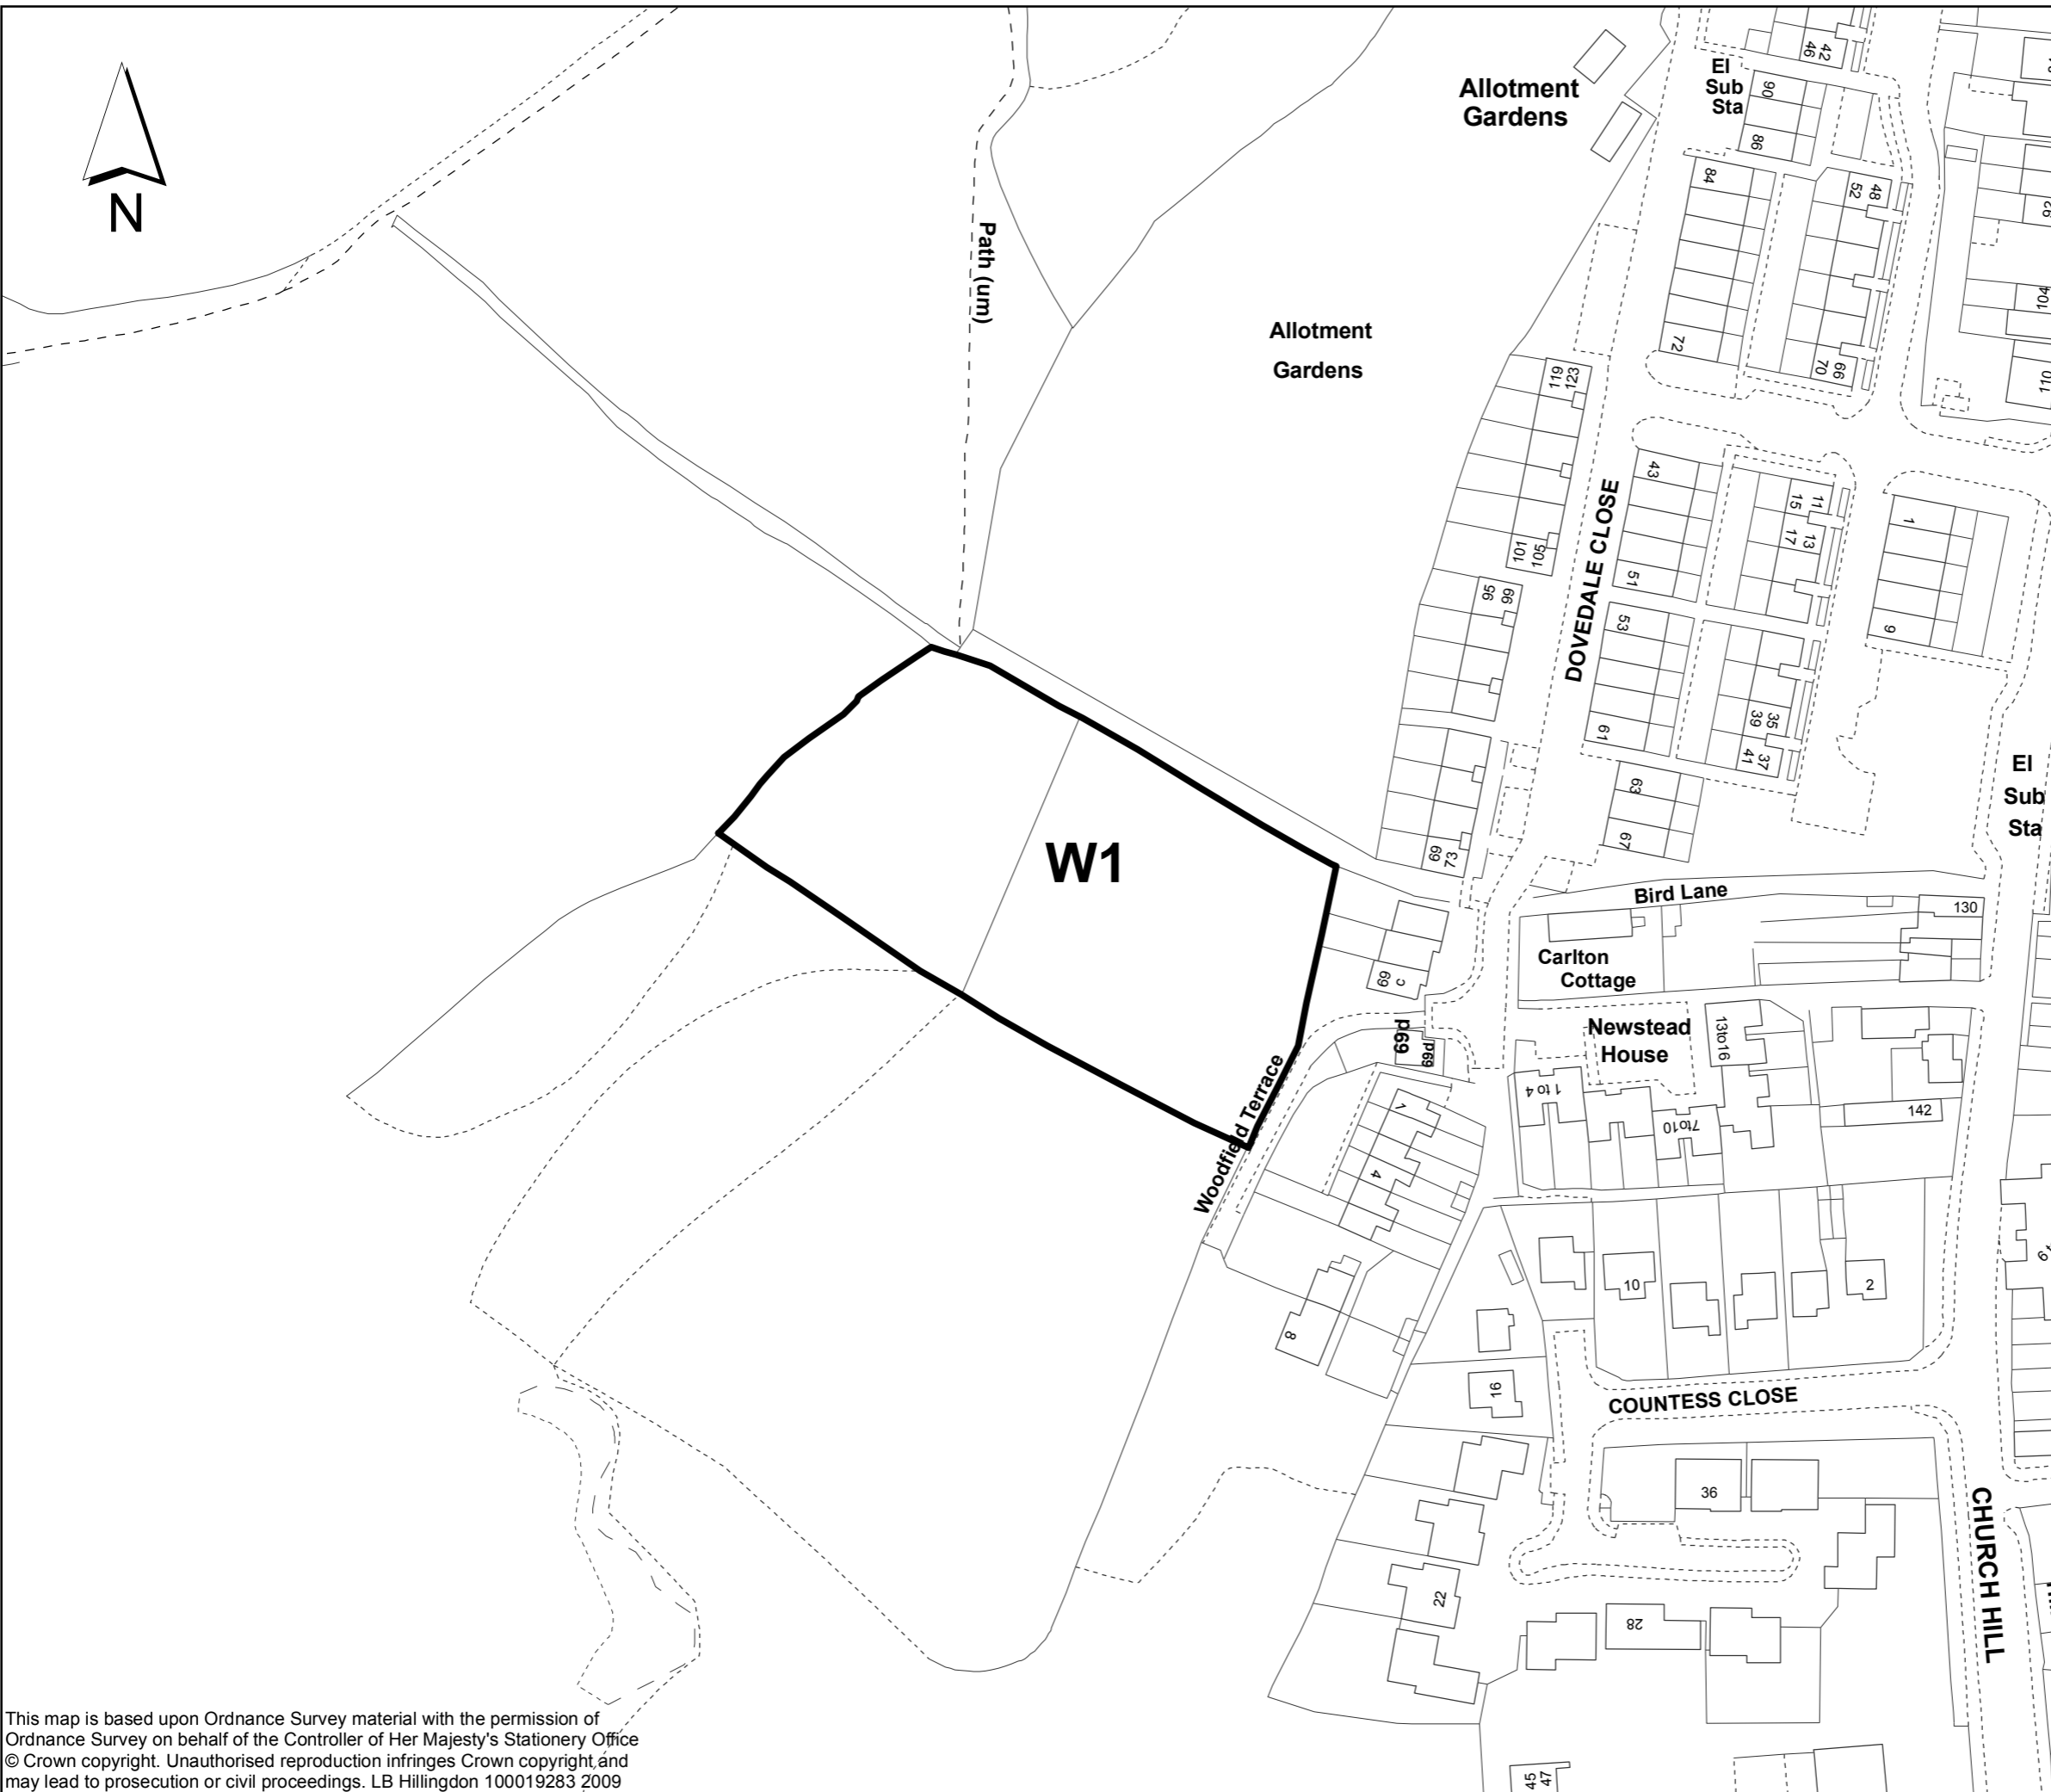 N
Allotment
Gardens
El
Sub
Sta
42
46
90
86
84
72
48
52
66
70
26
104
110
Path (um)
Allotment
Gardens
119
123
101
105
95
99
DOVEDALE CLOSE
43
51
53
61
63
67
11
15
13
17
35
39
37
41
1
9
69
73
W1
El
Sub
Sta
Bird Lane
130
Carlton
Cottage
69
c
69d
69d
Newstead
House
13to16
1 to 4
7to10
142
Woodfield Terrace
1
4
8
10
2
16
COUNTESS CLOSE
36
22
28
CHURCH HILL
45
47
This map is based upon Ordnance Survey material with the permission of
Ordnance Survey on behalf of the Controller of Her Majesty's Stationery Office
© Crown copyright. Unauthorised reproduction infringes Crown copyright and
may lead to prosecution or civil proceedings. LB Hillingdon 100019283 2009